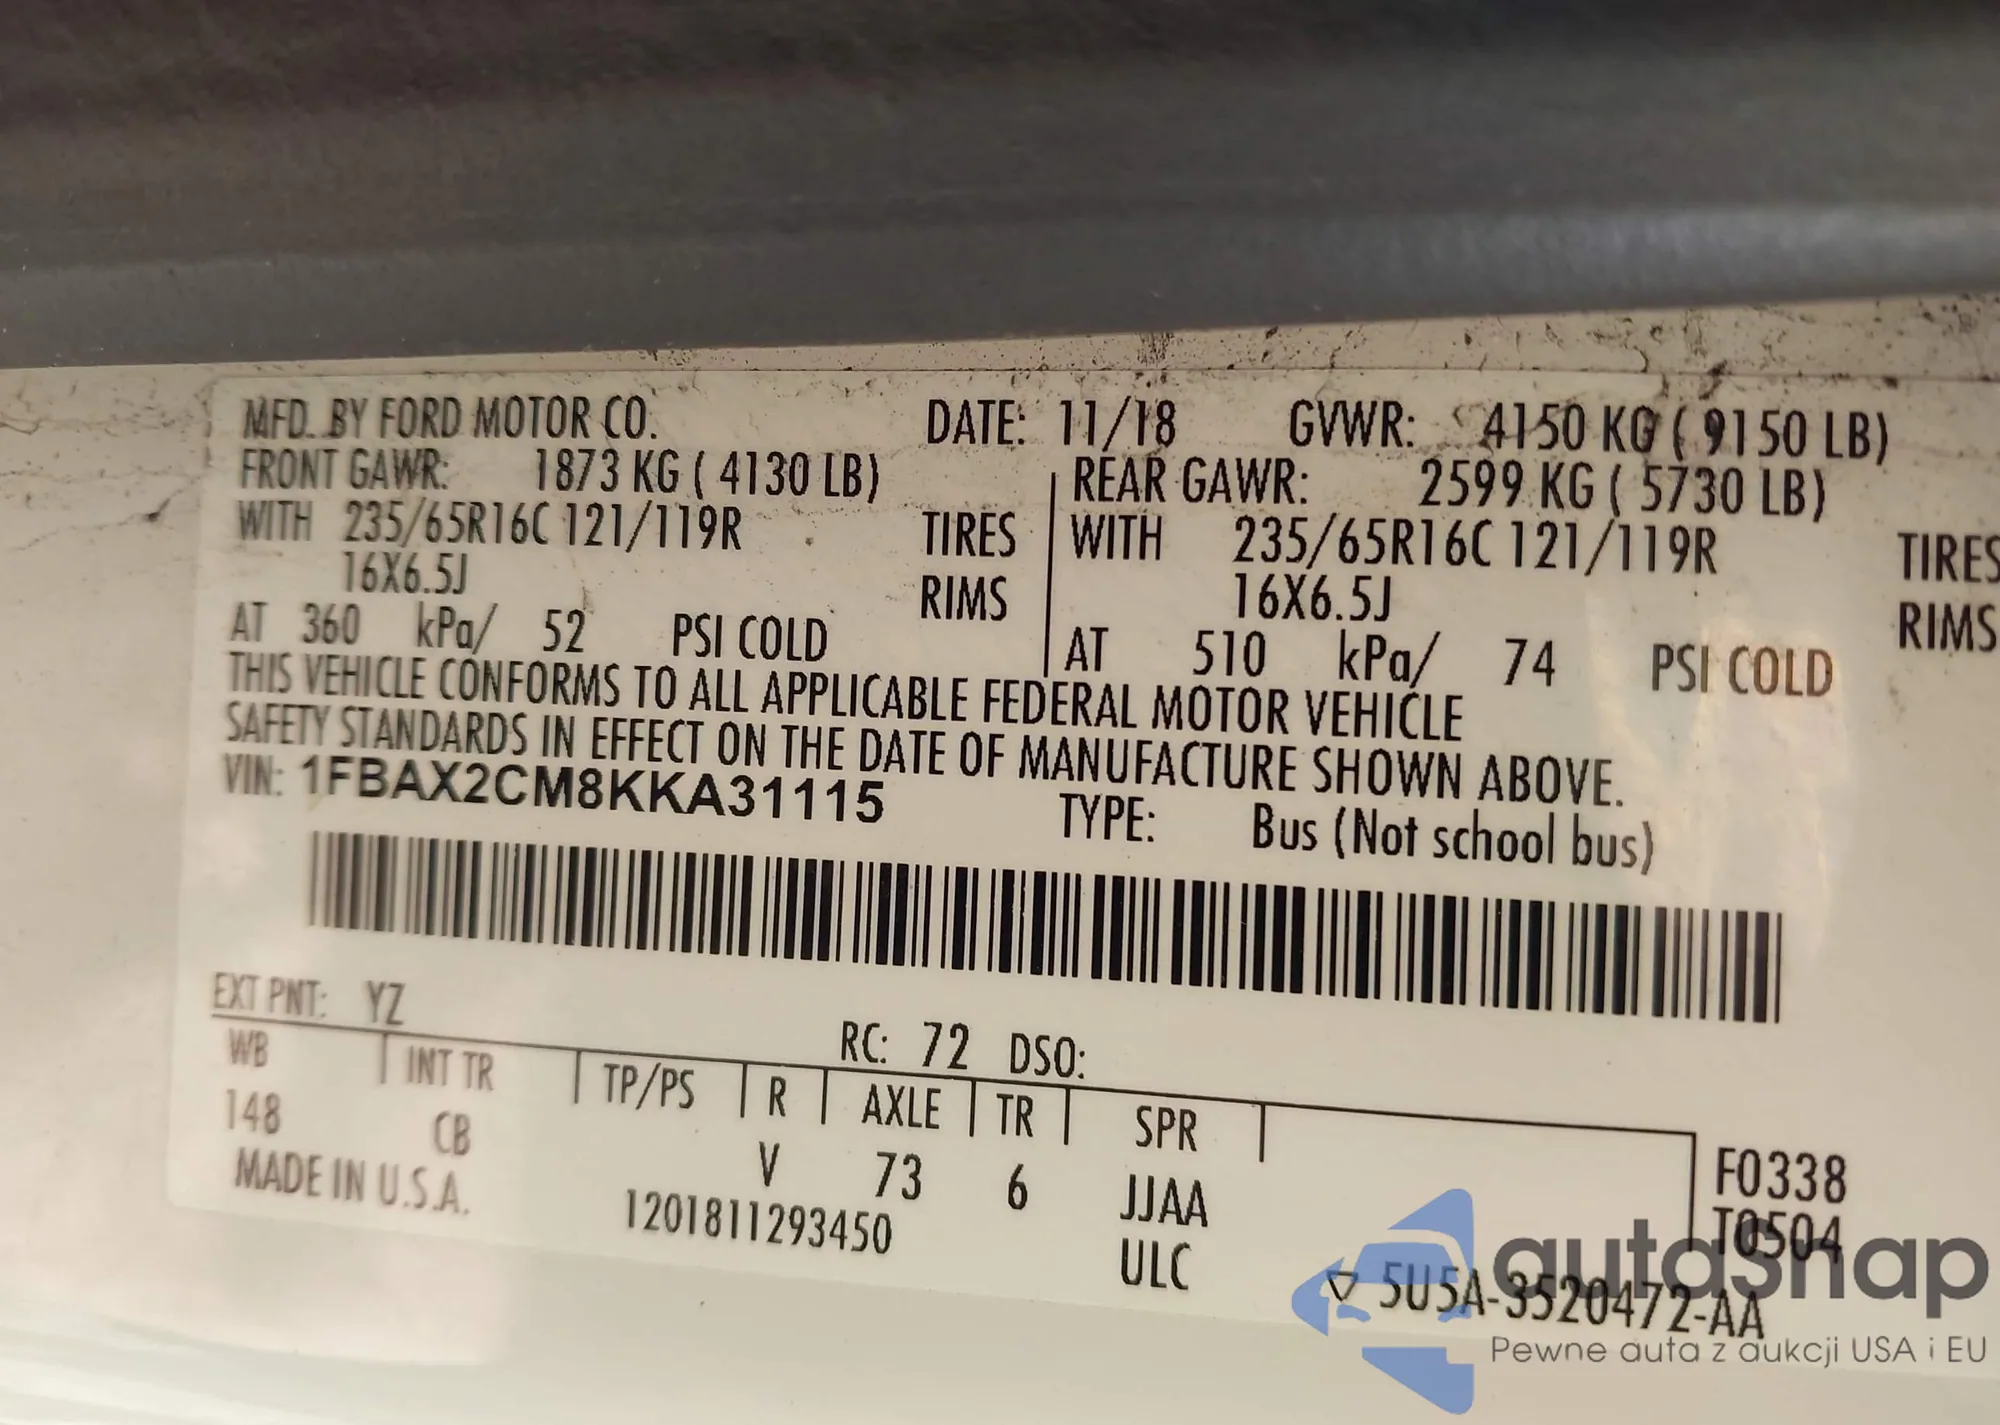 MFD. BY FORD MOTOR CO. DATE: 11/18 GVWR: 4150 KG ( 9150 LB)
FRONT GAWR: 1873 KG ( 4130 LB) REAR GAWR: 2599 KG ( 5730 LB)
WITH 235/65R16C 121/119R TIRES WITH 235/65R16C 121/119R TIRES
16X6.5J RIMS 16X6.5J RIMS
AT 360 kPa/ 52 PSI COLD AT 510 kPa/ 74 PSI COLD
THIS VEHICLE CONFORMS TO ALL APPLICABLE FEDERAL MOTOR VEHICLE
SAFETY STANDARDS IN EFFECT ON THE DATE OF MANUFACTURE SHOWN ABOVE.
VIN: 1FBAX2CM8KKA31115 TYPE: Bus (Not school bus)
EXT PNT: YZ RC: 72 DSO:
WB INT TR TP/PS R AXLE TR SPR
148 CB V 73 6 JJAA F0338
MADE IN U.S.A. 1201811293450 ULC T0504
5U5A-3520472-AA
autasnap
Pewne auta z aukcji USA i EU